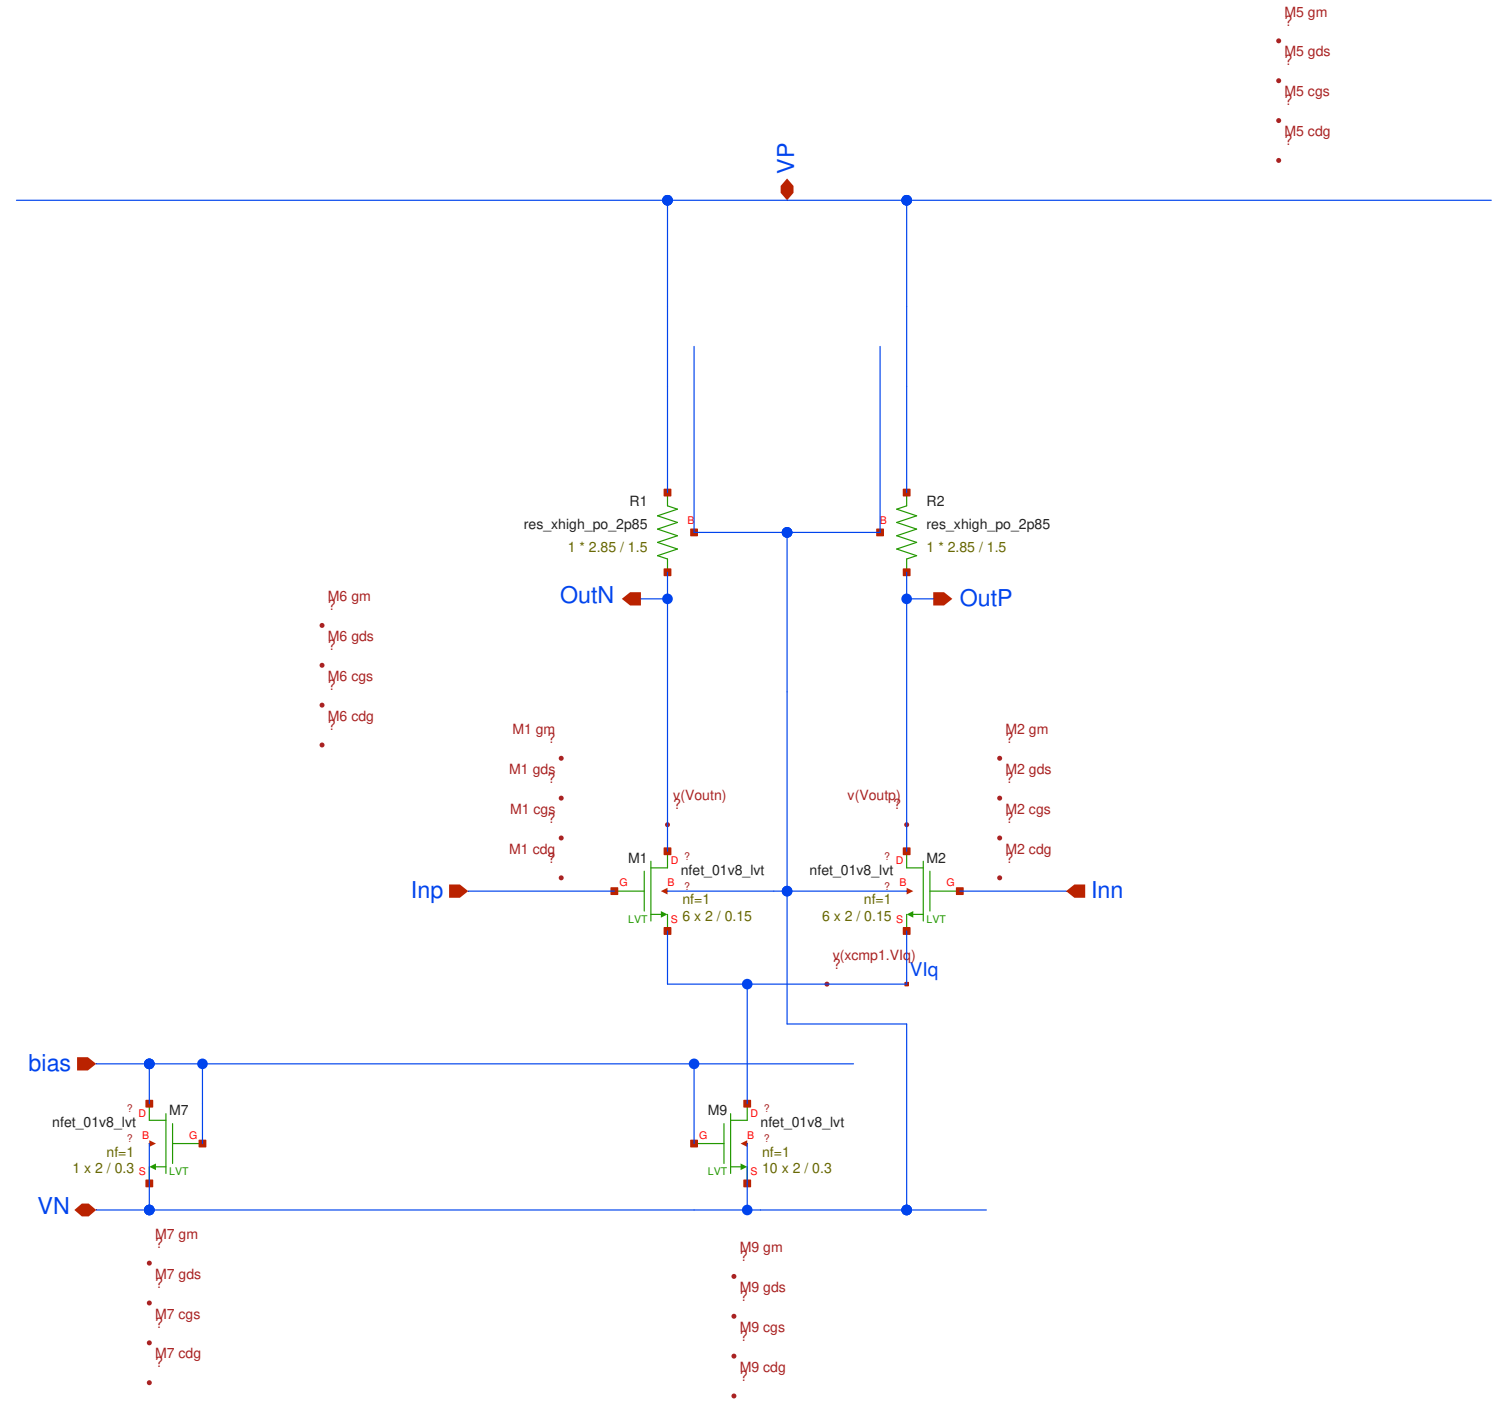 M5 gm
?
M5 gds
?
M5 cgs
?
M5 cdg
?
VP
R1
res_xhigh_po_2p85
1 * 2.85 / 1.5
B
B
R2
res_xhigh_po_2p85
1 * 2.85 / 1.5
OutN
OutP
M6 gm
?
M6 gds
?
M6 cgs
?
M6 cdg
?
M1 gm
?
M1 gds
?
M1 cgs
?
M1 cdg
?
M2 gm
?
M2 gds
?
M2 cgs
?
M2 cdg
?
v(Voutn)
?
v(Voutp)
?
Inp
M1
D
?
nfet_01v8_lvt
G
B
?
nf=1
LVT
S
6 x 2 / 0.15
M2
D
?
nfet_01v8_lvt
B
G
?
nf=1
6 x 2 / 0.15
S
LVT
Inn
v(xcmp1.VIq)
?
VIq
bias
?
D
M7
nfet_01v8_lvt
?
B
G
nf=1
1 x 2 / 0.3
S
LVT
M9
D
?
nfet_01v8_lvt
G
B
?
nf=1
LVT
S
10 x 2 / 0.3
VN
M7 gm
?
M7 gds
?
M7 cgs
?
M7 cdg
?
M9 gm
?
M9 gds
?
M9 cgs
?
M9 cdg
?